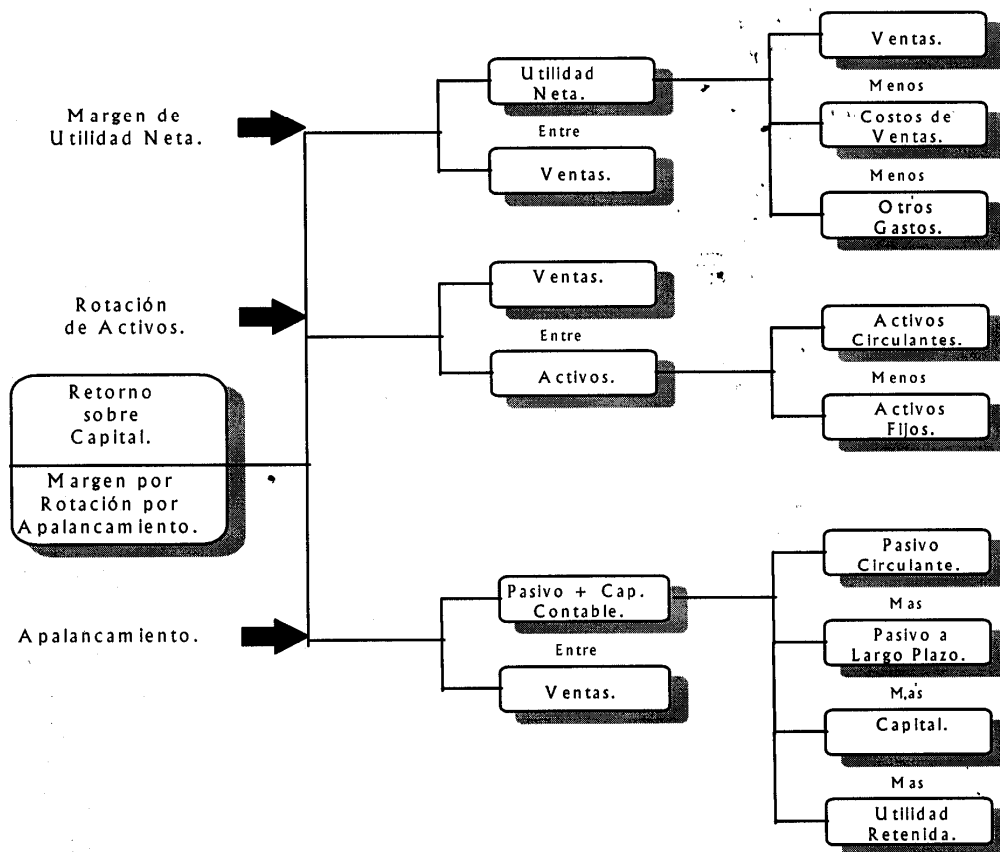 Margen de
Utilidad Neta.
Utilidad
Neta.
Entre
Ventas.
Ventas.
Menos
Costos de
Ventas.
Menos
Otros
Gastos.
Rotación
de Activos.
Ventas.
Entre
Activos.
Activos
Circulantes.
Menos
Activos
Fijos.
Retorno
sobre
Capital.
Margen por
Rotación por
Apalancamiento.
Apalancamiento.
Pasivo + Cap.
Contable.
Entre
Ventas.
Pasivo
Circulante.
Mas
Pasivo a
Largo Plazo.
Mas
Capital.
Mas
Utilidad
Retenida.